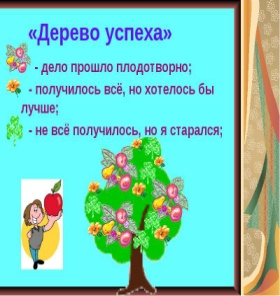 «Дерево успеха»
- дело прошло плодотворно;
- получилось всё, но хотелось бы
лучше;
- не всё получилось, но я старался;